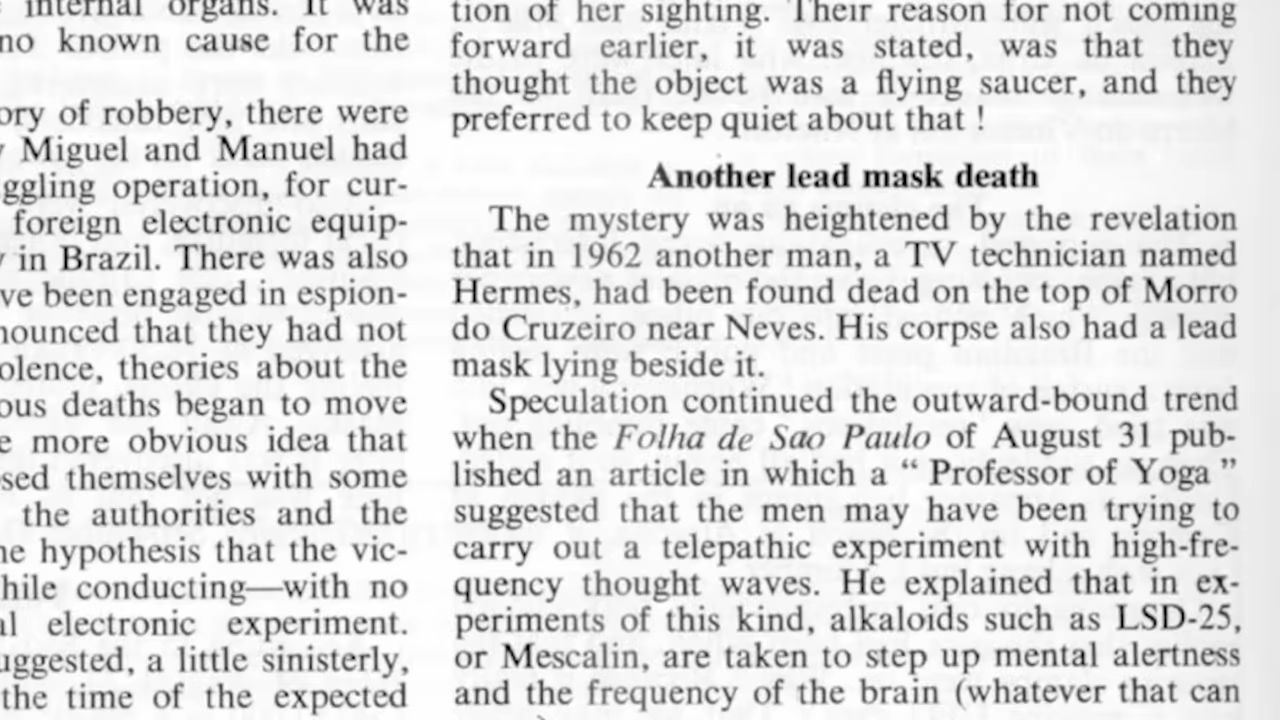 internal organs. It was
no known cause for the
ory of robbery, there were
Miguel and Manuel had
ggling operation, for cur-
foreign electronic equip-
in Brazil. There was also
ve been engaged in espion-
nounced that they had not
olence, theories about the
ous deaths began to move
e more obvious idea that
sed themselves with some
the authorities and the
ne hypothesis that the vic-
hile conducting—with no
al electronic experiment.
uggested, a little sinisterly,
the time of the expected
tion of her sighting. Their reason for not coming
forward earlier, it was stated, was that they
thought the object was a flying saucer, and they
preferred to keep quiet about that !
Another lead mask death
The mystery was heightened by the revelation
that in 1962 another man, a TV technician named
Hermes, had been found dead on the top of Morro
do Cruzeiro near Neves. His corpse also had a lead
mask lying beside it.
Speculation continued the outward-bound trend
when the Folha de Sao Paulo of August 31 pub-
lished an article in which a “ Professor of Yoga ”
suggested that the men may have been trying to
carry out a telepathic experiment with high-fre-
quency thought waves. He explained that in ex-
periments of this kind, alkaloids such as LSD-25,
or Mescalin, are taken to step up mental alertness
and the frequency of the brain (whatever that can